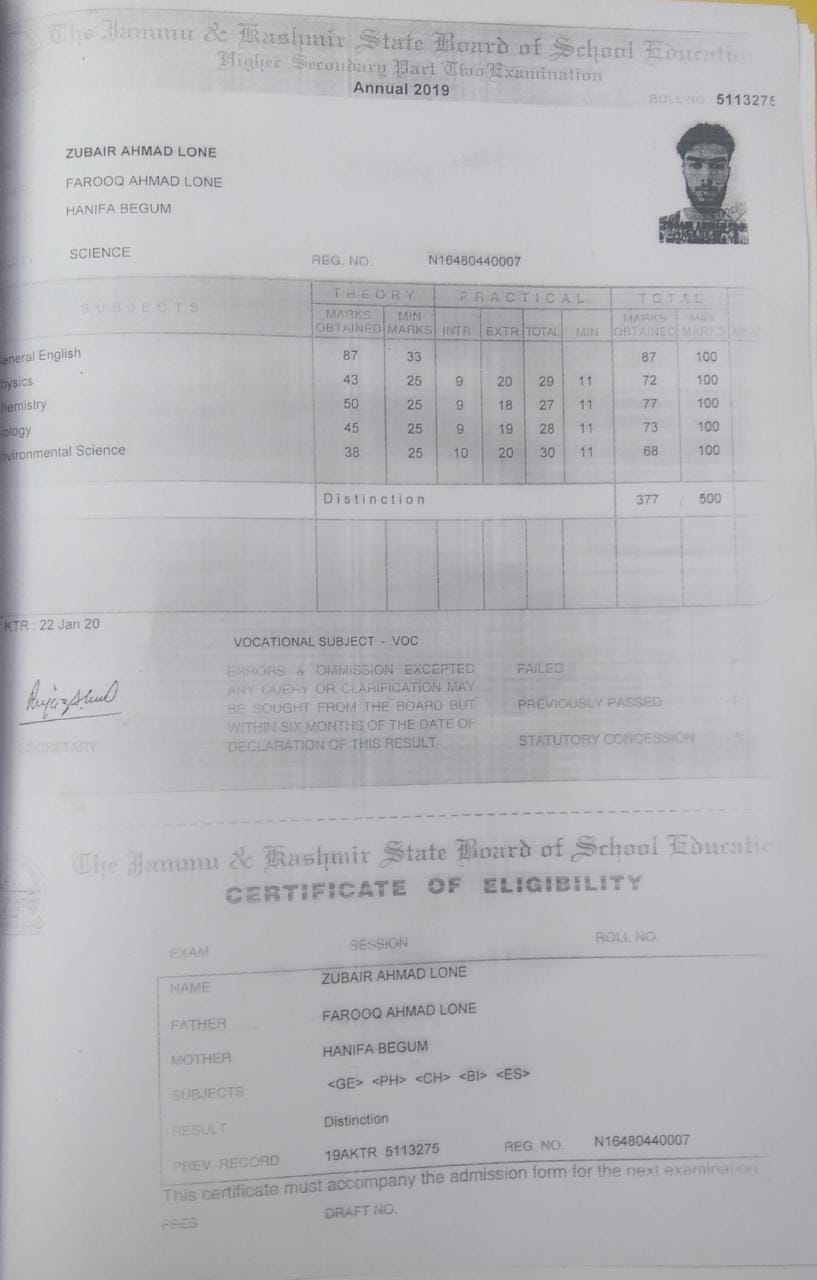 The Jammu & Kashmir State Board of School Educatio
Higher Secondary Part Two Examination
Annual 2019
ROLL NO. 5113275
ZUBAIR AHMAD LONE
FAROOQ AHMAD LONE
HANIFA BEGUM
SCIENCE REG. NO. N16480440007
SUBJECTS THEORY PRACTICAL TOTAL
MARKS OBTAINED MIN MARKS INTR EXTR TOTAL MIN MARKS OBTAINED MAX MARKS
eneral English 87 33 87 100
hysics 43 25 9 20 29 11 72 100
hemistry 50 25 9 18 27 11 77 100
iology 45 25 9 19 28 11 73 100
nvironmental Science 38 25 10 20 30 11 68 100
Distinction 377 / 500
KTR : 22 Jan 20
VOCATIONAL SUBJECT - VOC
ERRORS & OMMISSION EXCEPTED FAILED - F
ANY QUERY OR CLARIFICATION MAY
BE SOUGHT FROM THE BOARD BUT PREVIOUSLY PASSED - P
WITHIN SIX MONTHS OF THE DATE OF
DECLARATION OF THIS RESULT STATUTORY CONCESSION - S
SECRETARY
The Jammu & Kashmir State Board of School Educatio
CERTIFICATE OF ELIGIBILITY
EXAM SESSION ROLL NO.
NAME ZUBAIR AHMAD LONE
FATHER FAROOQ AHMAD LONE
MOTHER HANIFA BEGUM
SUBJECTS <GE> <PH> <CH> <BI> <ES>
RESULT Distinction
PREV. RECORD 19AKTR 5113275 REG. NO. N16480440007
This certificate must accompany the admission form for the next examination.
FEES DRAFT NO.